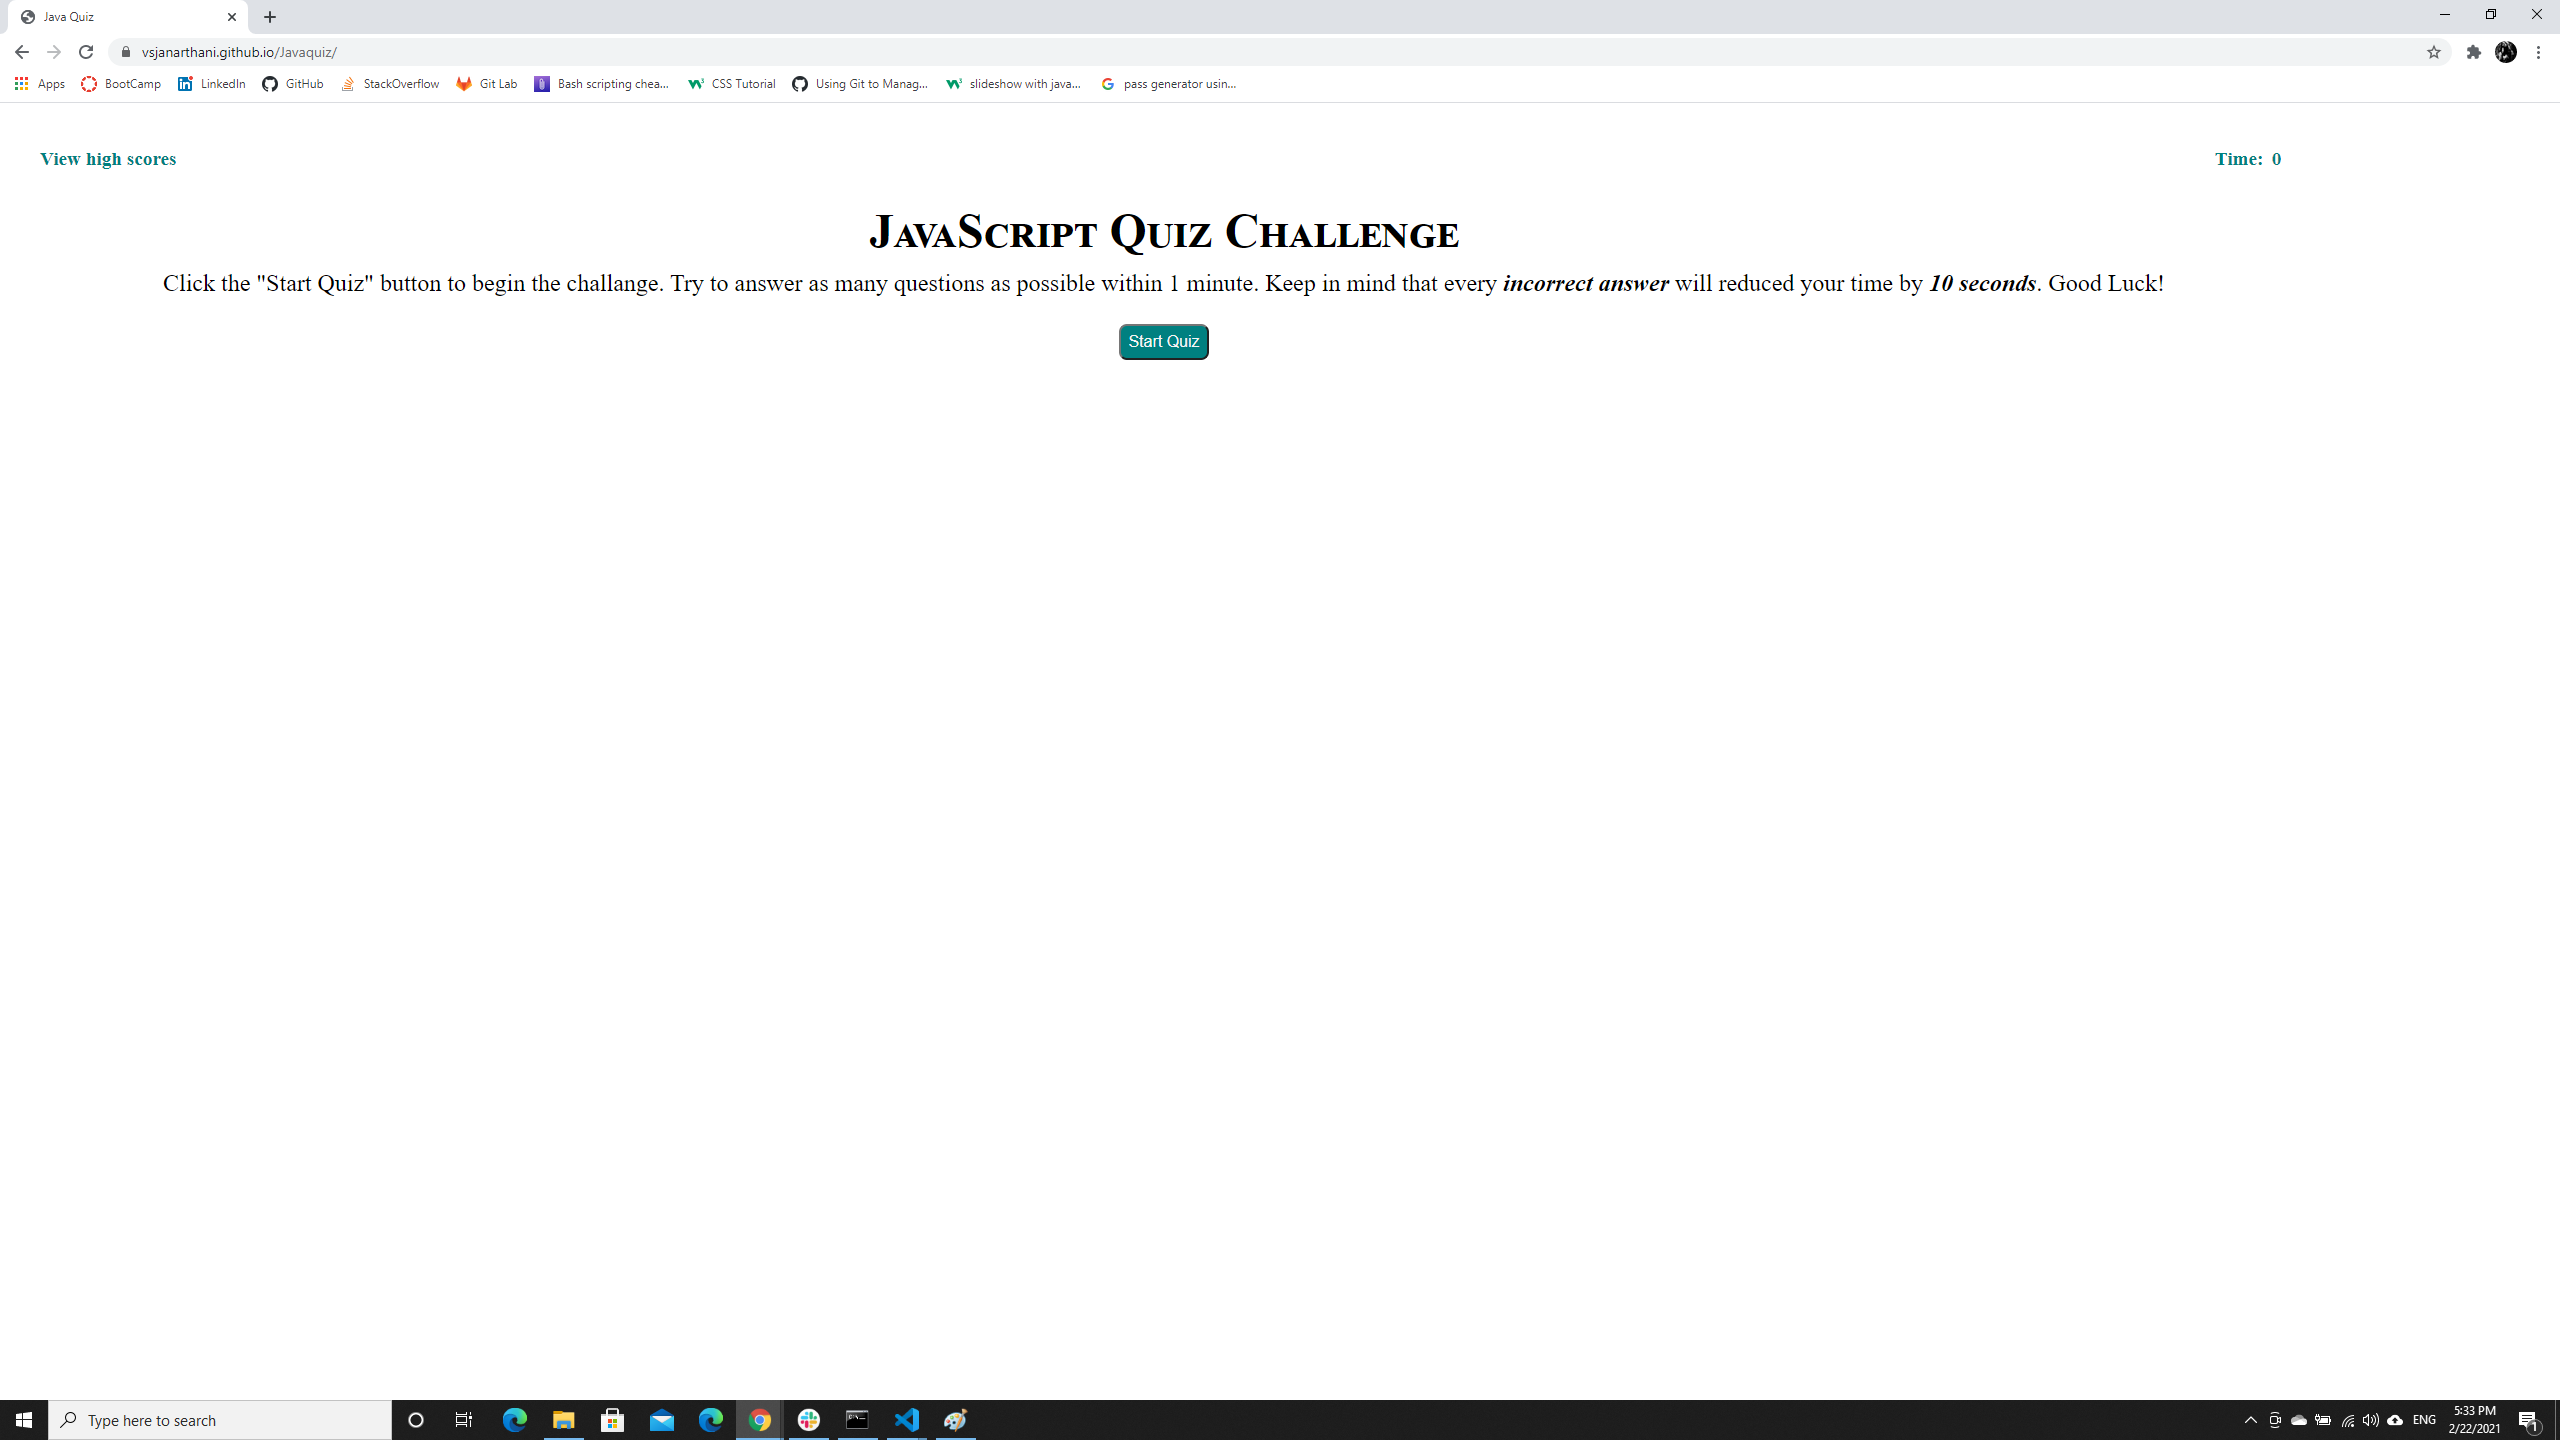 Java Quiz
vsjanarthani.github.io/Javaquiz/
Apps BootCamp LinkedIn GitHub StackOverflow Git Lab Bash scripting chea... CSS Tutorial Using Git to Manag... slideshow with java... pass generator usin...
View high scores Time: 0
JavaScript Quiz Challenge
Click the "Start Quiz" button to begin the challange. Try to answer as many questions as possible within 1 minute. Keep in mind that every incorrect answer will reduced your time by 10 seconds. Good Luck!
Start Quiz
Type here to search
ENG
5:33 PM
2/22/2021
1